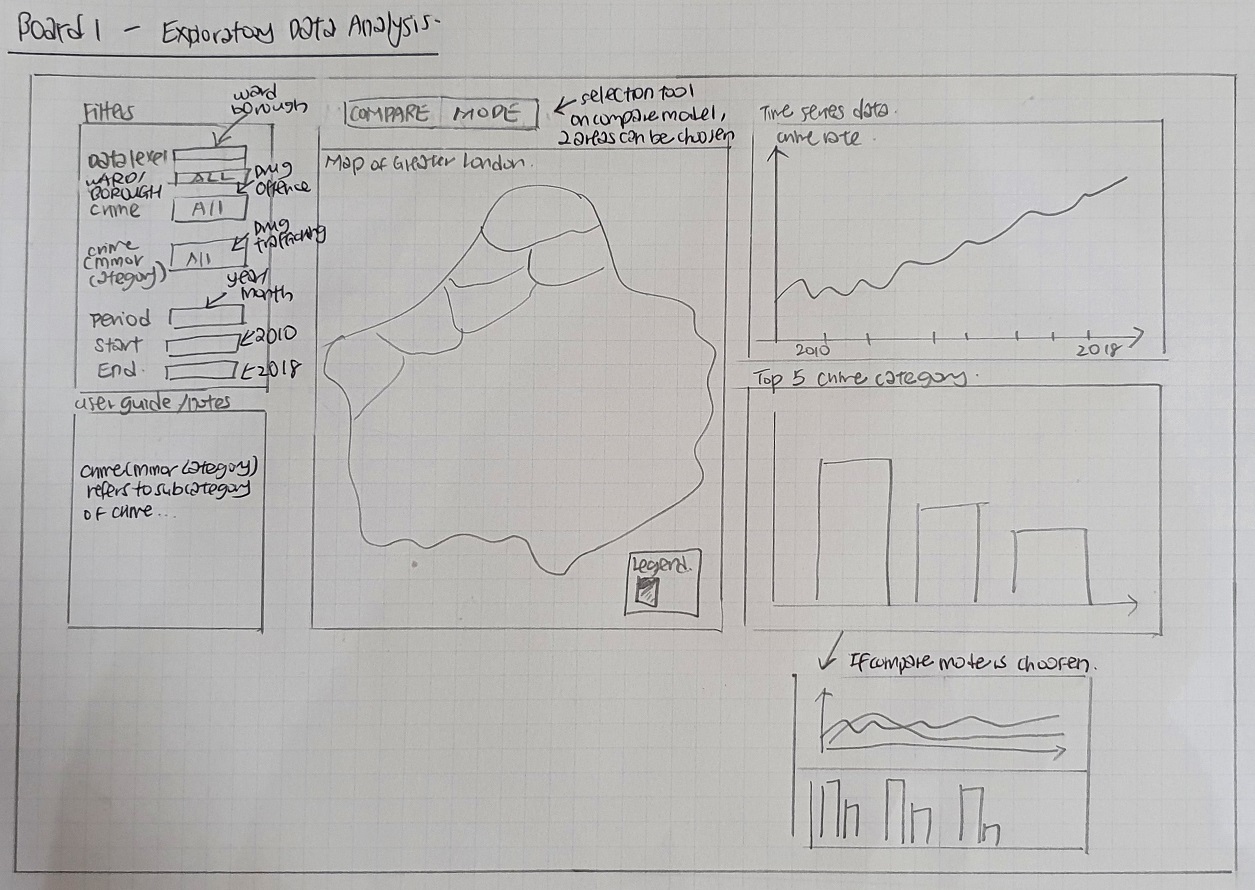 Board 1 - Exploratory Data Analysis.
Filters
ward
borough
Data level
WARD/
BOROUGH
ALL
Drug
Offence
crime
All
crime
(minor
category)
All
Drug
trafficking
year/
month
period
start
2010
End.
2018
user guide/notes
crime(minor category)
refers to subcategory
of crime...
COMPARE MODE
selection tool
on compare model,
2 areas can be choosen
Map of Greater London.
Legend.
Time series data.
crime rate.
2010
2018
Top 5 crime category.
If compare mode is choosen.